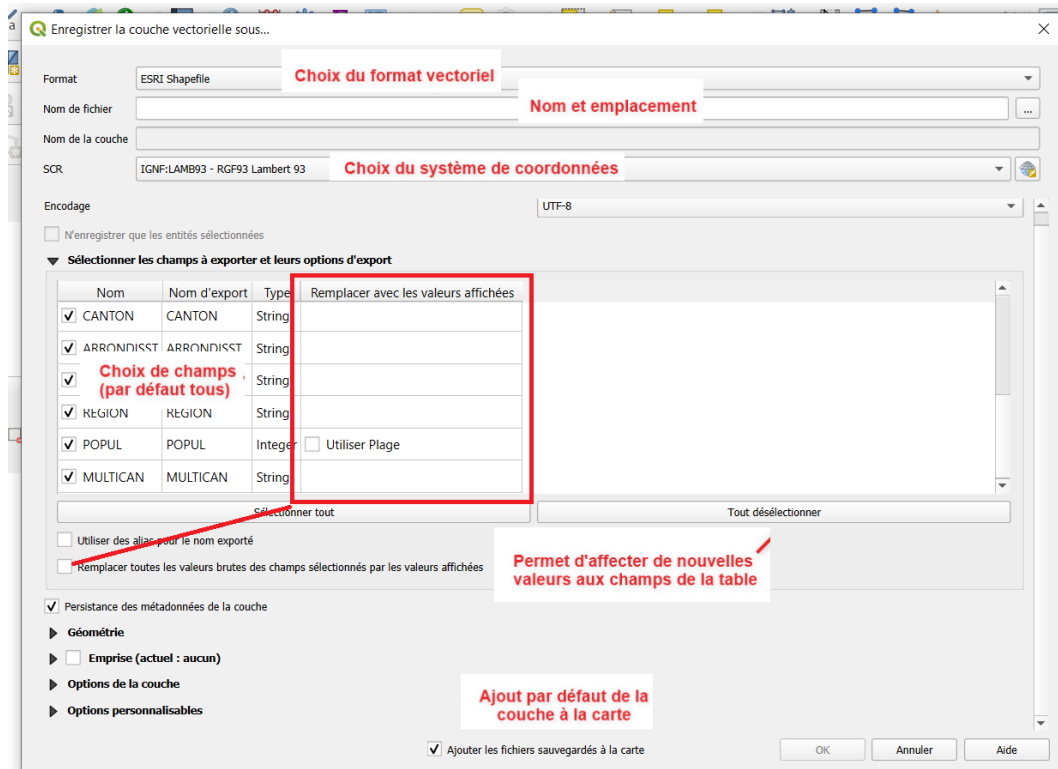 a
Enregistrer la couche vectorielle sous...
Format
ESRI Shapefile
Choix du format vectoriel
Nom de fichier
Nom et emplacement
...
Nom de la couche
SCR
IGNF:LAMB93 - RGF93 Lambert 93
Choix du système de coordonnées
Encodage
UTF-8
N'enregistrer que les entités sélectionnées
Sélectionner les champs à exporter et leurs options d'export
Nom Nom d'export Type Remplacer avec les valeurs affichées
CANTON CANTON String
ARRONDISST ARRONDISST String
Choix de champs
(par défaut tous)
String
REGION REGION String
POPUL POPUL Integer Utiliser Plage
MULTICAN MULTICAN String
Sélectionner tout
Tout désélectionner
Utiliser des alias pour le nom exporté
Remplacer toutes les valeurs brutes des champs sélectionnés par les valeurs affichées
Permet d'affecter de nouvelles
valeurs aux champs de la table
Persistance des métadonnées de la couche
Géométrie
Emprise (actuel : aucun)
Options de la couche
Options personnalisables
Ajout par défaut de la
couche à la carte
Ajouter les fichiers sauvegardés à la carte
OK
Annuler
Aide